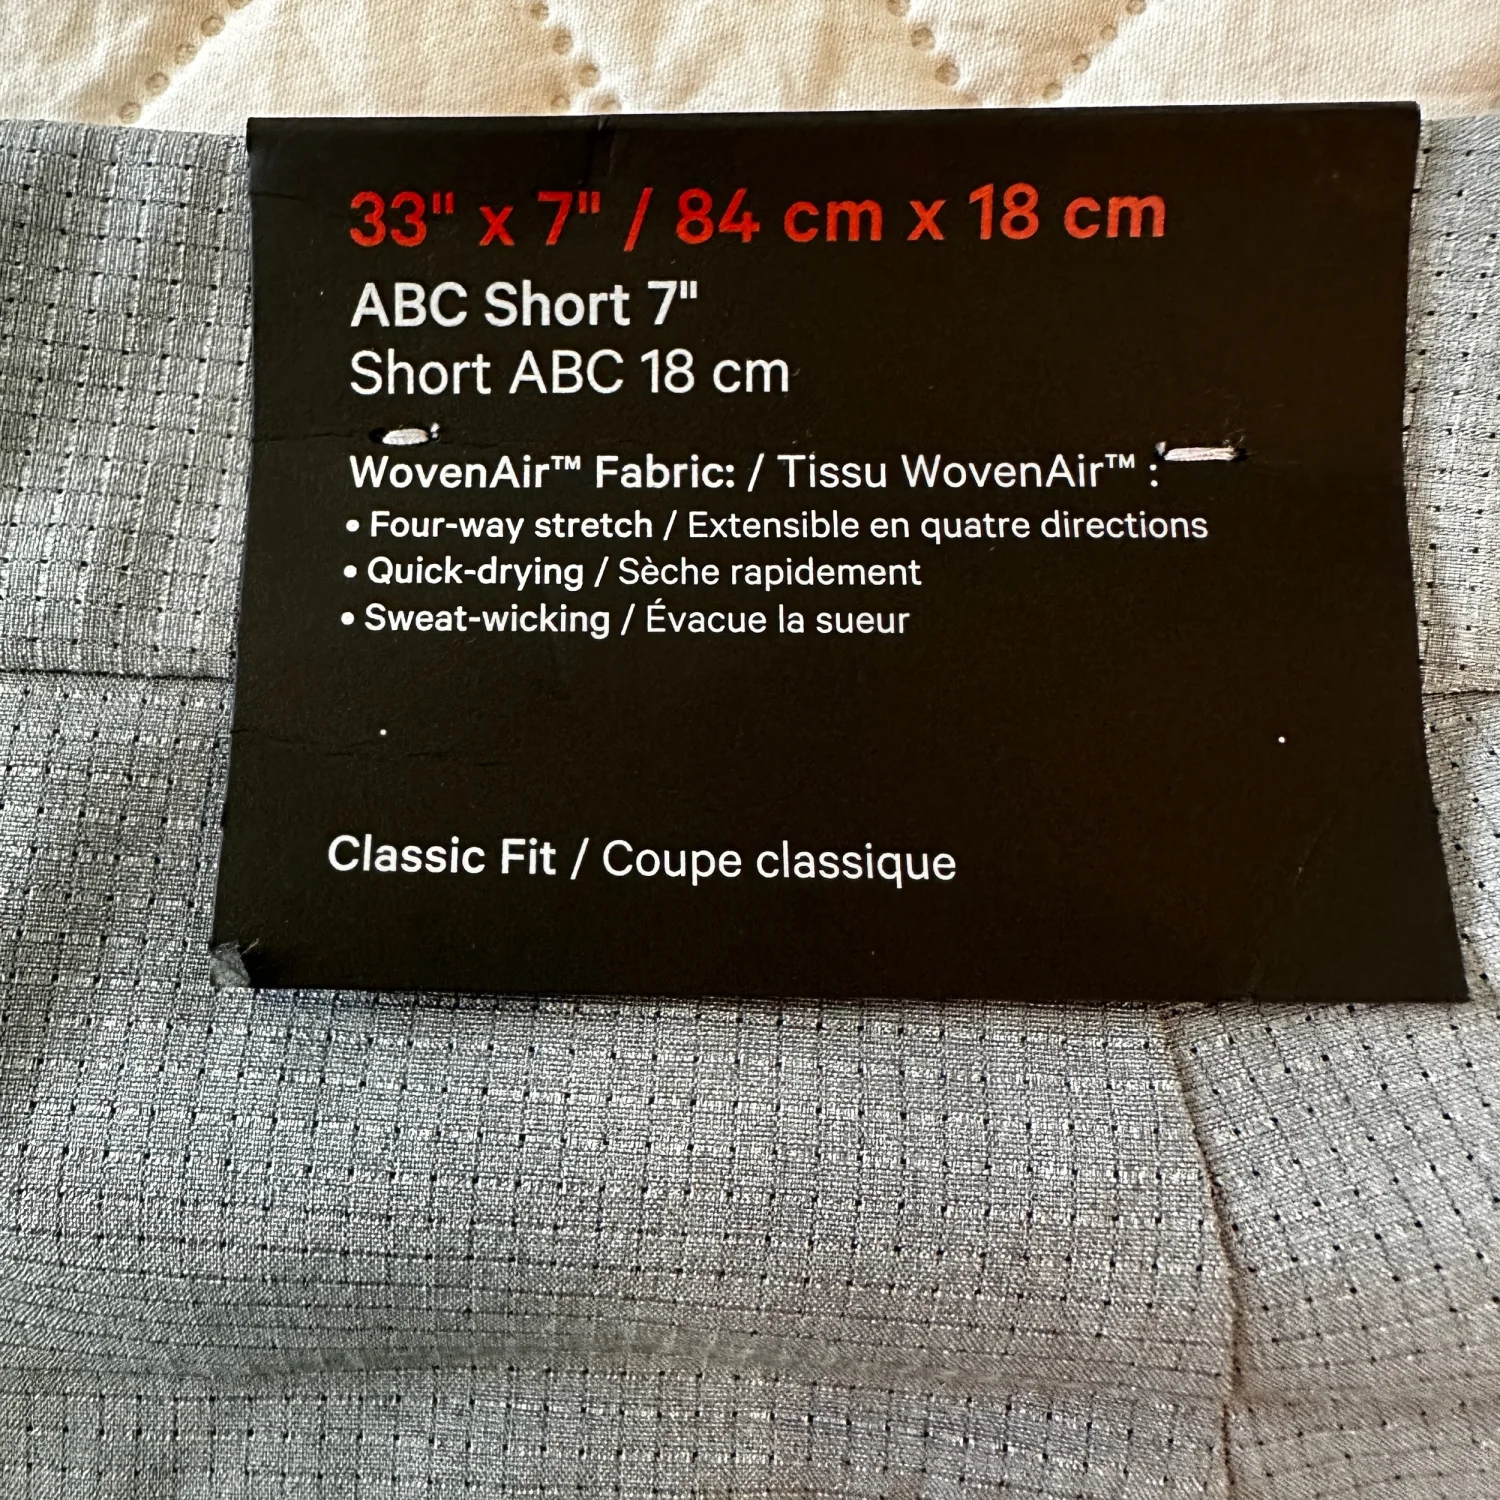 33" x 7" / 84 cm x 18 cm
ABC Short 7"
Short ABC 18 cm
WovenAir™ Fabric: / Tissu WovenAir™ :
• Four-way stretch / Extensible en quatre directions
• Quick-drying / Sèche rapidement
• Sweat-wicking / Évacue la sueur
Classic Fit / Coupe classique